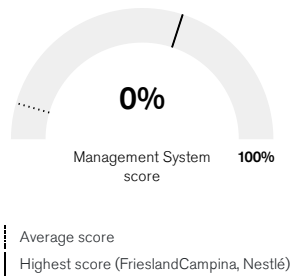 0%
Management System
score
100%
Average score
Highest score (FrieslandCampina, Nestlé)